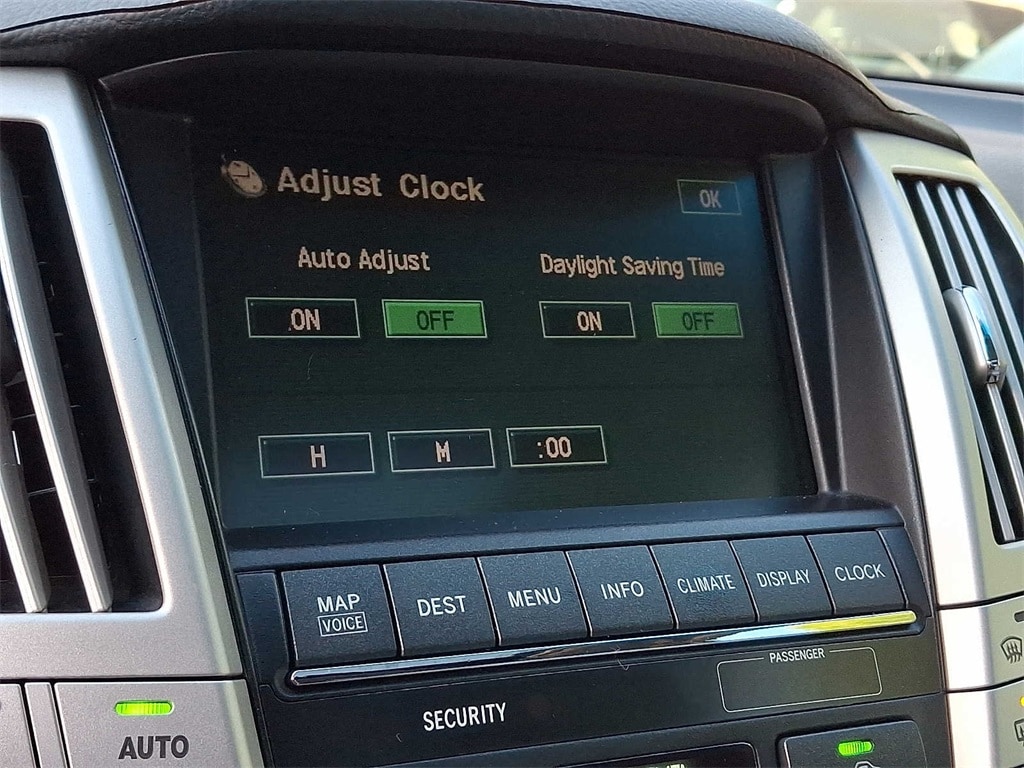 Adjust Clock
OK
Auto Adjust Daylight Saving Time
ON OFF ON OFF
H M :00
MAP DEST MENU INFO CLIMATE DISPLAY CLOCK
VOICE
PASSENGER
SECURITY
AUTO